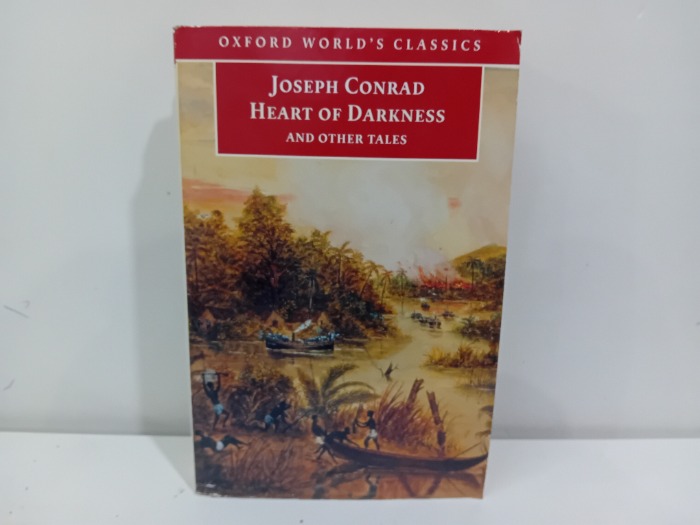 OXFORD WORLD'S CLASSICS
JOSEPH CONRAD
HEART OF DARKNESS
AND OTHER TALES